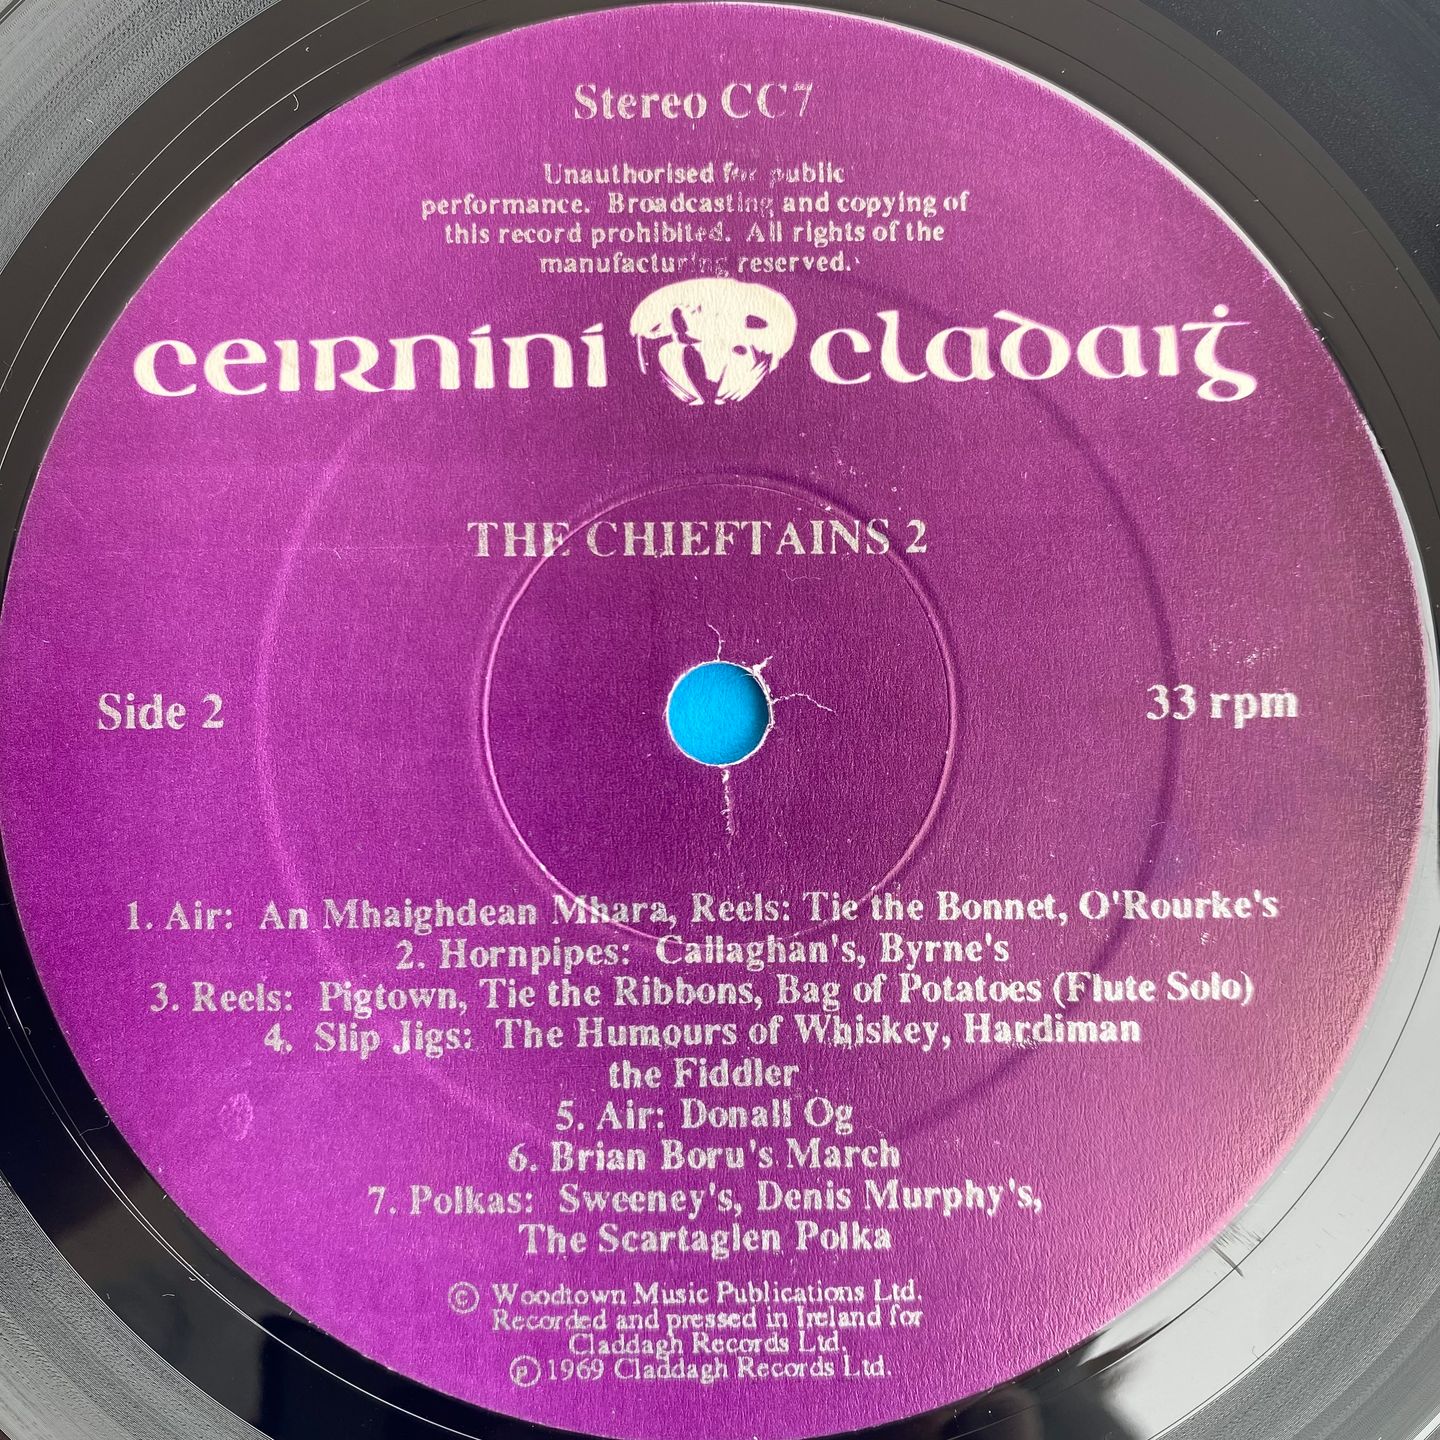 Stereo CC7
Unauthorised for public
performance. Broadcasting and copying of
this record prohibited. All rights of the
manufacturing reserved.
ceirníní cladaiġ
THE CHIEFTAINS 2
Side 2
33 rpm
1. Air: An Mhaighdean Mhara, Reels: Tie the Bonnet, O'Rourke's
2. Hornpipes: Callaghan's, Byrne's
3. Reels: Pigtown, Tie the Ribbons, Bag of Potatoes (Flute Solo)
4. Slip Jigs: The Humours of Whiskey, Hardiman
the Fiddler
5. Air: Donall Og
6. Brian Boru's March
7. Polkas: Sweeney's, Denis Murphy's,
The Scartaglen Polka
© Woodtown Music Publications Ltd.
Recorded and pressed in Ireland for
Claddagh Records Ltd.
℗ 1969 Claddagh Records Ltd.